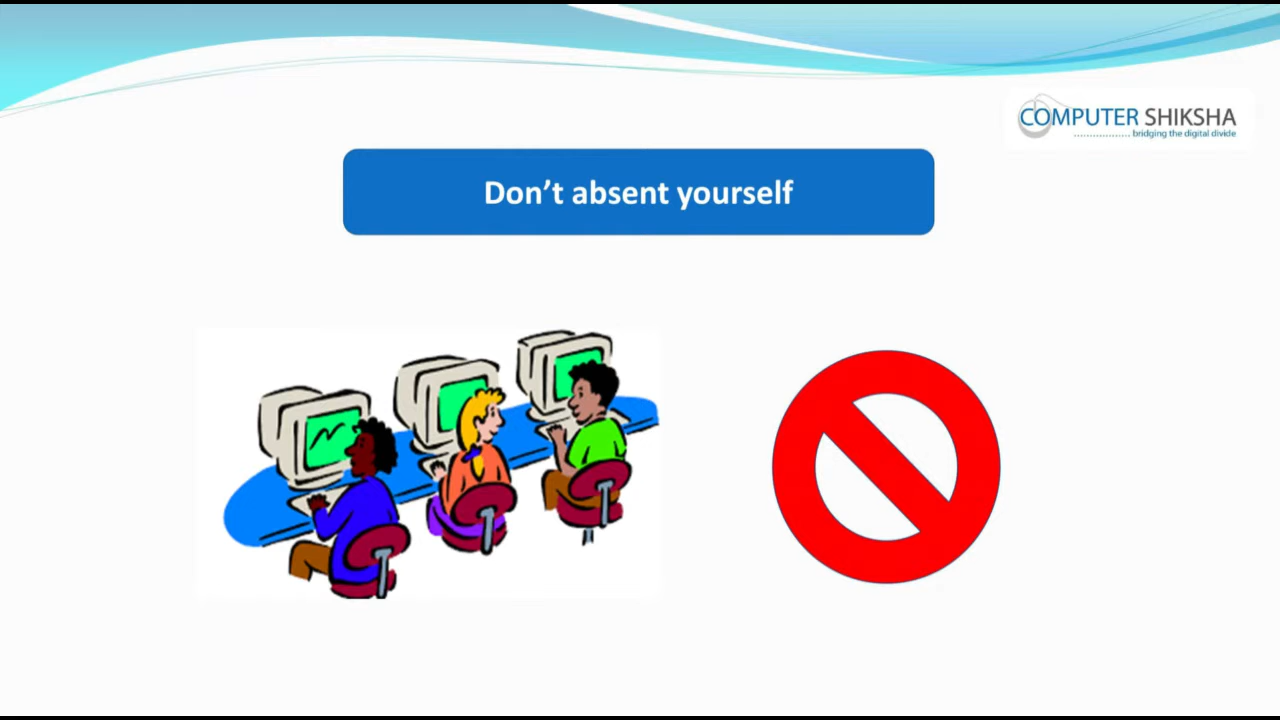 COMPUTER SHIKSHA
bridging the digital divide
Don't absent yourself